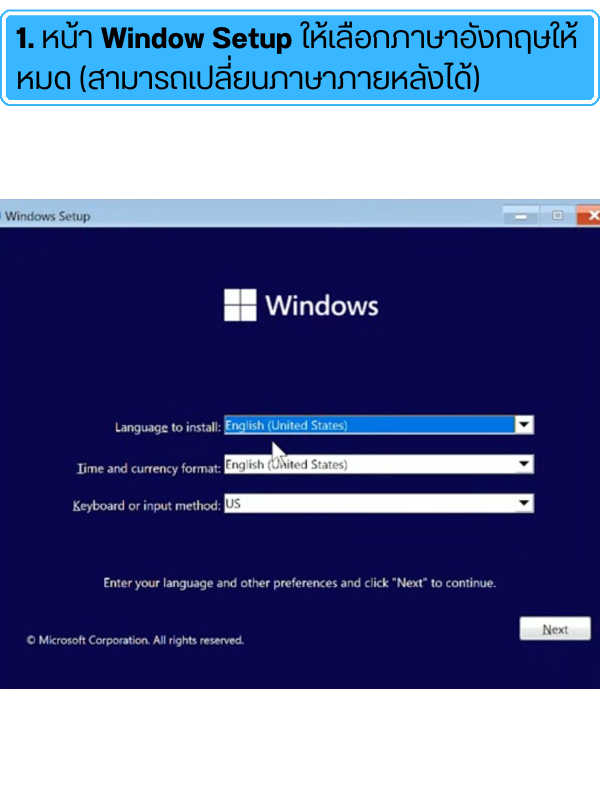 1. หน้า Window Setup ให้เลือกภาษาอังกฤษให้
หมด (สามารถเปลี่ยนภาษาภายหลังได้)
Windows Setup
Windows
Language to install: English (United States)
Time and currency format: English (United States)
Keyboard or input method: US
Enter your language and other preferences and click "Next" to continue.
Next
© Microsoft Corporation. All rights reserved.